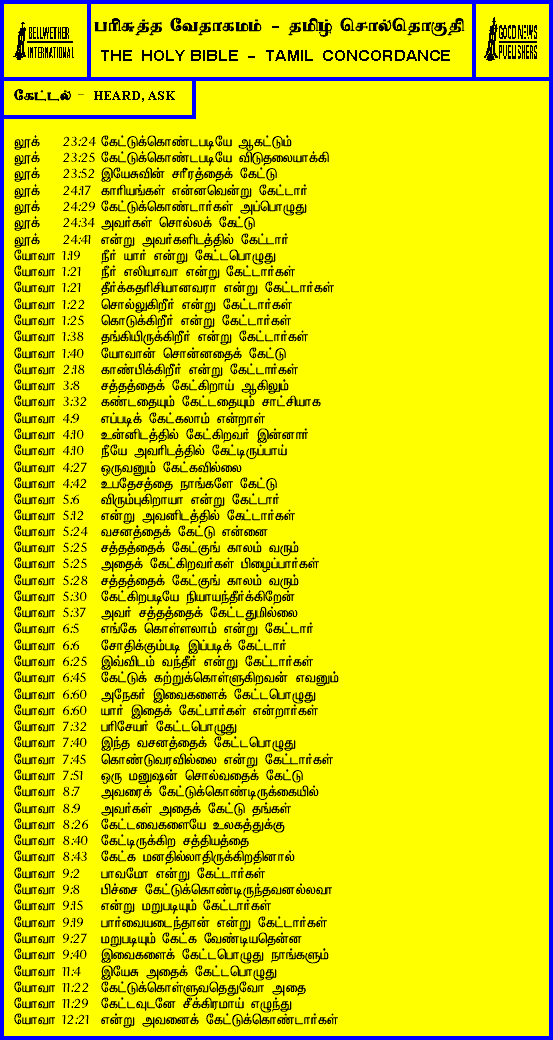 BELLWETHER
INTERNATIONAL
பரிசுத்த வேதாகமம் – தமிழ் சொல்தொகுதி
THE HOLY BIBLE – TAMIL CONCORDANCE
GOOD NEWS
PUBLISHERS
கேட்டல் – HEARD, ASK
லூக் 23:24 கேட்டுக்கொண்டபடியே ஆகட்டும்
லூக் 23:25 கேட்டுக்கொண்டபடியே விடுதலையாக்கி
லூக் 23:52 இயேசுவின் சரீரத்தைக் கேட்டு
லூக் 24:17 காரியங்கள் என்னவென்று கேட்டார்
லூக் 24:29 கேட்டுக்கொண்டார்கள் அப்பொழுது
லூக் 24:34 அவர்கள் சொல்லக் கேட்டு
லூக் 24:41 என்று அவர்களிடத்தில் கேட்டார்
யோவா 1:19 நீர் யார் என்று கேட்டபொழுது
யோவா 1:21 நீர் எலியாவா என்று கேட்டார்கள்
யோவா 1:21 தீர்க்கதரிசியானவரா என்று கேட்டார்கள்
யோவா 1:22 சொல்லுகிறீர் என்று கேட்டார்கள்
யோவா 1:25 கொடுக்கிறீர் என்று கேட்டார்கள்
யோவா 1:38 தங்கியிருக்கிறீர் என்று கேட்டார்கள்
யோவா 1:40 யோவான் சொன்னதைக் கேட்டு
யோவா 2:18 காண்பிக்கிறீர் என்று கேட்டார்கள்
யோவா 3:8 சத்தத்தைக் கேட்கிறாய் ஆகிலும்
யோவா 3:32 கண்டதையும் கேட்டதையும் சாட்சியாக
யோவா 4:9 எப்படிக் கேட்கலாம் என்றாள்
யோவா 4:10 உன்னிடத்தில் கேட்கிறவர் இன்னார்
யோவா 4:10 நீயே அவரிடத்தில் கேட்டிருப்பாய்
யோவா 4:27 ஒருவனும் கேட்கவில்லை
யோவா 4:42 உபதேசத்தை நாங்களே கேட்டு
யோவா 5:6 விரும்புகிறாயா என்று கேட்டார்
யோவா 5:12 என்று அவனிடத்தில் கேட்டார்கள்
யோவா 5:24 வசனத்தைக் கேட்டு என்னை
யோவா 5:25 சத்தத்தைக் கேட்குங் காலம் வரும்
யோவா 5:25 அதைக் கேட்கிறவர்கள் பிழைப்பார்கள்
யோவா 5:28 சத்தத்தைக் கேட்குங் காலம் வரும்
யோவா 5:30 கேட்கிறபடியே நியாயந்தீர்க்கிறேன்
யோவா 5:37 அவர் சத்தத்தைக் கேட்டதுமில்லை
யோவா 6:5 எங்கே கொள்ளலாம் என்று கேட்டார்
யோவா 6:6 சோதிக்கும்படி இப்படிக் கேட்டார்
யோவா 6:25 இவ்விடம் வந்தீர் என்று கேட்டார்கள்
யோவா 6:45 கேட்டுக் கற்றுக்கொள்ளுகிறவன் எவனும்
யோவா 6:60 அநேகர் இவைகளைக் கேட்டபொழுது
யோவா 6:60 யார் இதைக் கேட்பார்கள் என்றார்கள்
யோவா 7:32 பரிசேயர் கேட்டபொழுது
யோவா 7:40 இந்த வசனத்தைக் கேட்டபொழுது
யோவா 7:45 கொண்டுவரவில்லை என்று கேட்டார்கள்
யோவா 7:51 ஒரு மனுஷன் சொல்வதைக் கேட்டு
யோவா 8:7 அவரைக் கேட்டுக்கொண்டிருக்கையில்
யோவா 8:9 அவர்கள் அதைக் கேட்டு தங்கள்
யோவா 8:26 கேட்டவைகளையே உலகத்துக்கு
யோவா 8:40 கேட்டிருக்கிற சத்தியத்தை
யோவா 8:43 கேட்க மனதில்லாதிருக்கிறதினால்
யோவா 9:2 பாவமோ என்று கேட்டார்கள்
யோவா 9:8 பிச்சை கேட்டுக்கொண்டிருந்தவனல்லவா
யோவா 9:15 என்று மறுபடியும் கேட்டார்கள்
யோவா 9:19 பார்வையடைந்தான் என்று கேட்டார்கள்
யோவா 9:27 மறுபடியும் கேட்க வேண்டியதென்ன
யோவா 9:40 இவைகளைக் கேட்டபொழுது நாங்களும்
யோவா 11:4 இயேசு அதைக் கேட்டபொழுது
யோவா 11:22 கேட்டுக்கொள்ளுவதெதுவோ அதை
யோவா 11:29 கேட்டவுடனே சீக்கிரமாய் எழுந்து
யோவா 12:21 என்று அவனைக் கேட்டுக்கொண்டார்கள்